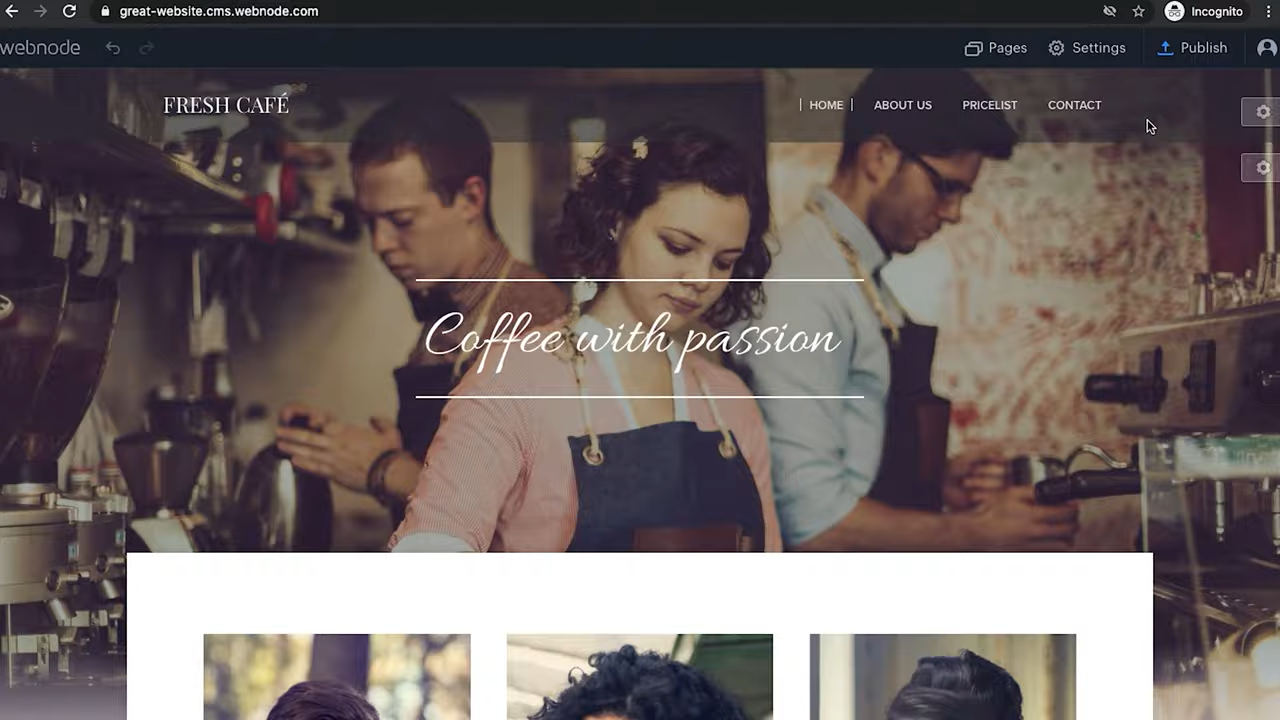 great-website.cms.webnode.com
Incognito
webnode
Pages
Settings
Publish
FRESH CAFÉ
HOME
ABOUT US
PRICELIST
CONTACT
Coffee with passion